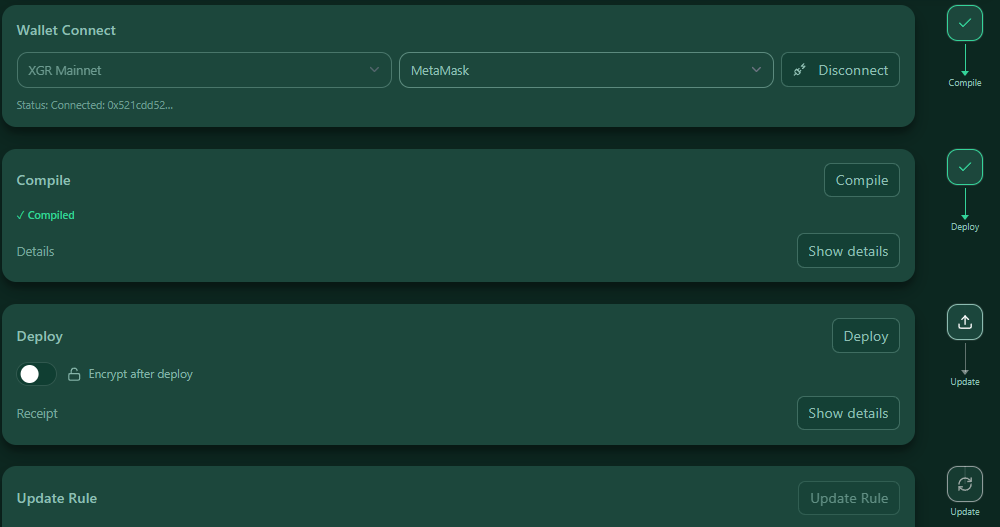 Wallet Connect
XGR Mainnet
MetaMask
Disconnect
Status: Connected: 0x521cdd52...
Compile
Compile
Compile
✓ Compiled
Details
Show details
Deploy
Deploy
Deploy
Encrypt after deploy
Receipt
Show details
Update
Update Rule
Update Rule
Update